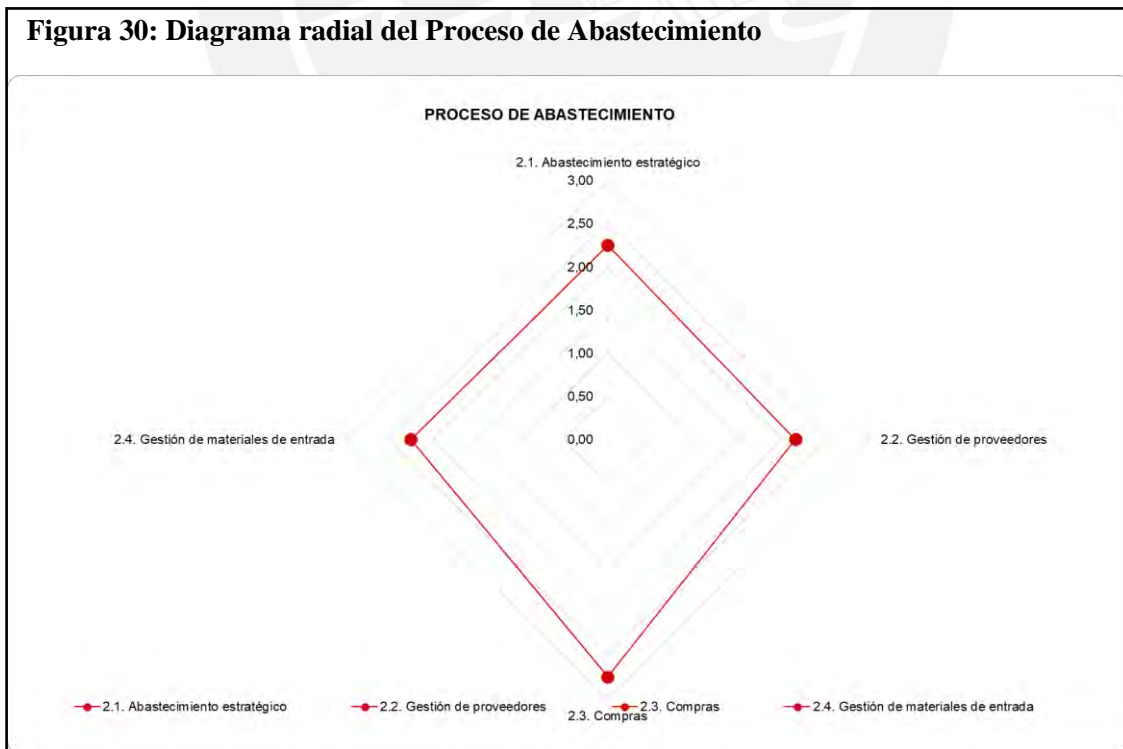 Figura 30: Diagrama radial del Proceso de Abastecimiento
PROCESO DE ABASTECIMIENTO
2.1. Abastecimiento estratégico
3,00
2,50
2,00
1,50
1,00
0,50
0,00
2.4. Gestión de materiales de entrada
2.2. Gestión de proveedores
2.1. Abastecimiento estratégico
2.2. Gestión de proveedores
2.3. Compras
2.4. Gestión de materiales de entrada
2.3. Compras